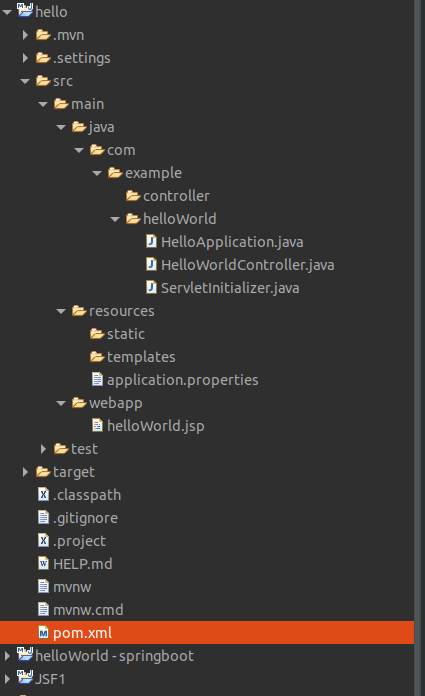 hello
.mvn
.settings
src
main
java
com
example
controller
helloWorld
HelloApplication.java
HelloWorldController.java
ServletInitializer.java
resources
static
templates
application.properties
webapp
helloWorld.jsp
test
target
.classpath
.gitignore
.project
HELP.md
mvnw
mvnw.cmd
pom.xml
helloWorld - springboot
JSF1